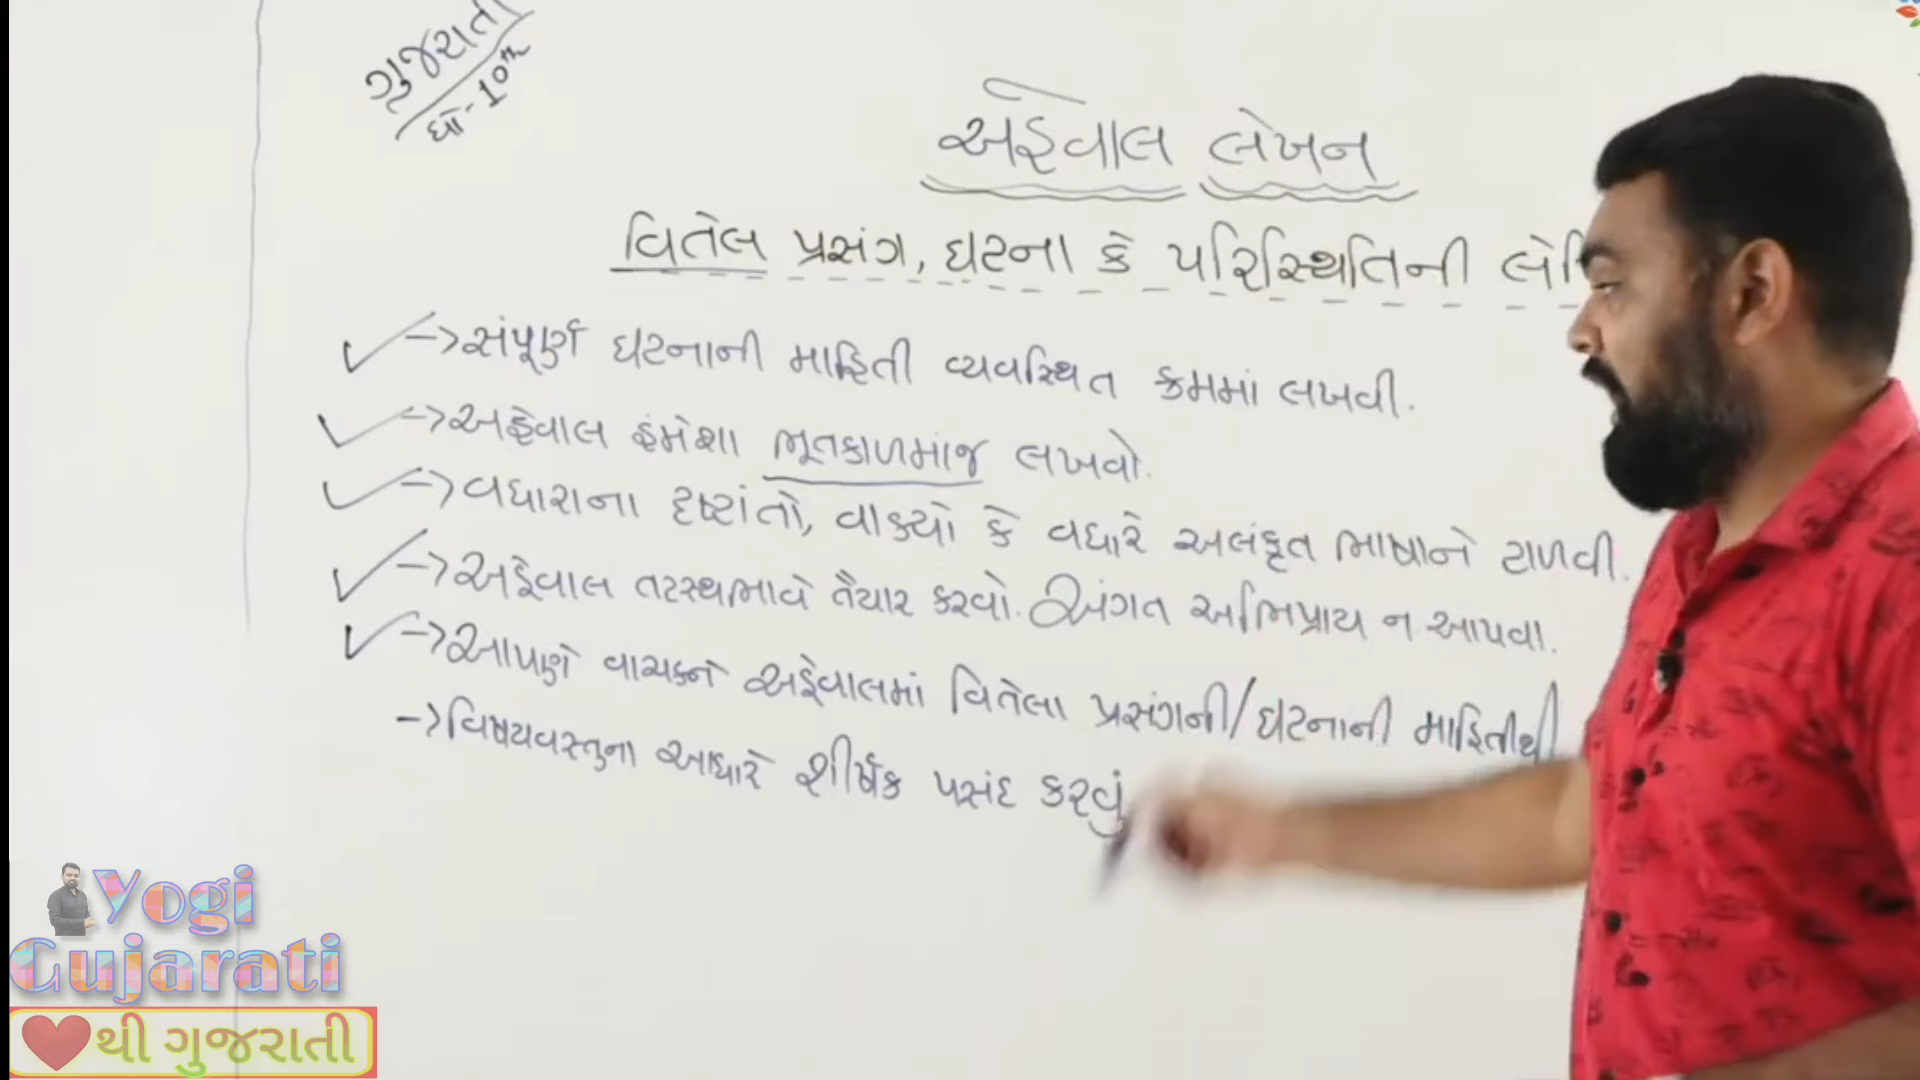 ગુજરાતી
ધો-10th
અહેવાલ લેખન
વિતેલ પ્રસંગ, ઘટના કે પરિસ્થિતિની
→ સંપૂર્ણ ઘટનાની માહિતી વ્યવસ્થિત ક્રમમાં લખવી.
→ અહેવાલ હંમેશા ભૂતકાળમાંજ લખવો.
→ વધારાના દૃષ્ટાંતો, વાક્યો કે વધારે અલંકૃત ભાષાને ટાળવી.
→ અહેવાલ તટસ્થભાવે તૈયાર કરવો. અંગત અભિપ્રાય ન આપવા.
→ આપણે વાચકને અહેવાલમાં વિતેલા પ્રસંગની/ઘટનાની માહિતીથી
→ વિષયવસ્તુના આધારે શીર્ષક પસંદ કરવું
Yogi
Gujarati
થી ગુજરાતી